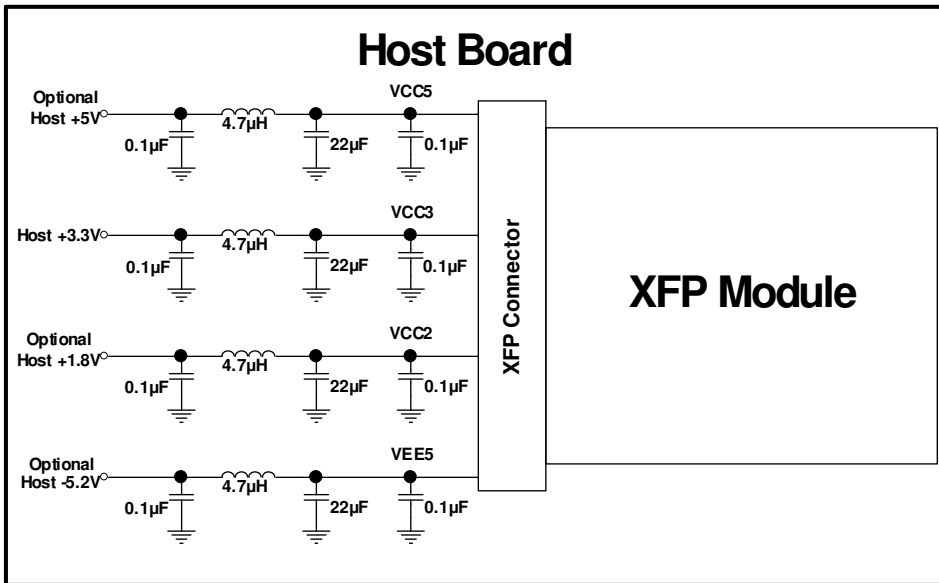 Host Board
Optional
Host +5V
4.7µH
VCC5
0.1µF
22µF
0.1µF
Host +3.3V
4.7µH
VCC3
0.1µF
22µF
0.1µF
Optional
Host +1.8V
4.7µH
VCC2
0.1µF
22µF
0.1µF
Optional
Host -5.2V
4.7µH
VEE5
0.1µF
22µF
0.1µF
XFP Connector
XFP Module